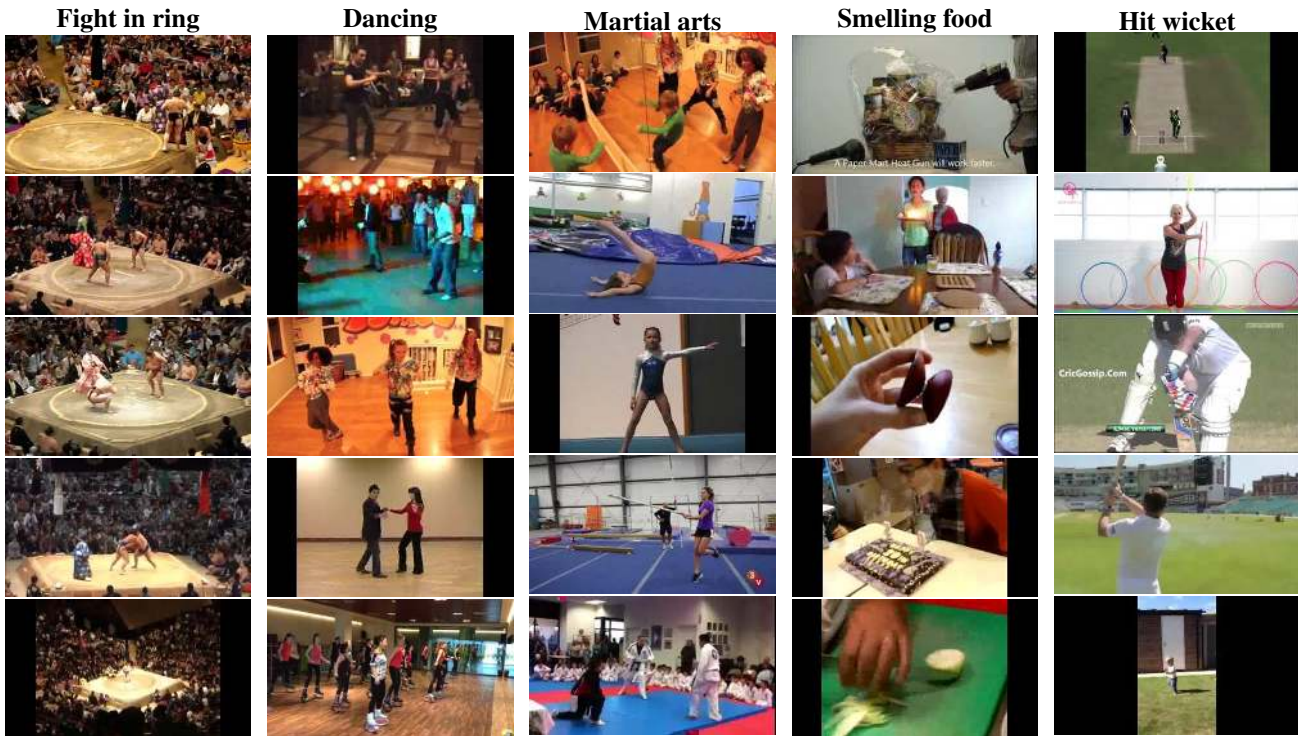 Fight in ring
Dancing
Martial arts
Smelling food
Hit wicket
A Paper Mart Heat Gun will work faster.
CricGossip.Com
3
V